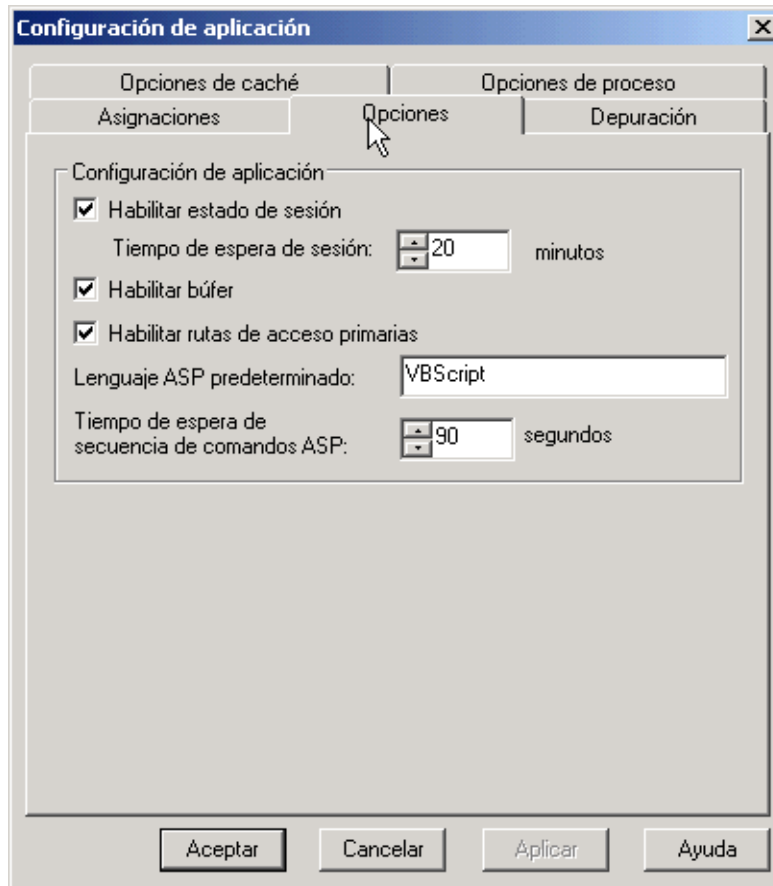 Configuración de aplicación
Opciones de caché
Opciones de proceso
Asignaciones
Opciones
Depuración
Configuración de aplicación
Habilitar estado de sesión
Tiempo de espera de sesión: 20 minutos
Habilitar búfer
Habilitar rutas de acceso primarias
Lenguaje ASP predeterminado: VBScript
Tiempo de espera de
secuencia de comandos ASP: 90 segundos
Aceptar
Cancelar
Aplicar
Ayuda